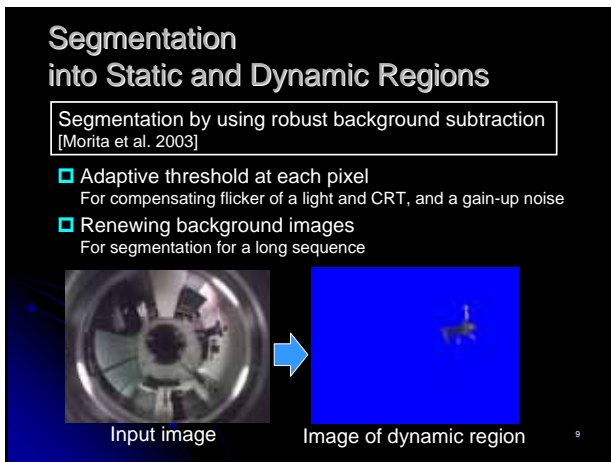 Segmentation
into Static and Dynamic Regions
Segmentation by using robust background subtraction
[Morita et al. 2003]
Adaptive threshold at each pixel
For compensating flicker of a light and CRT, and a gain-up noise
Renewing background images
For segmentation for a long sequence
Input image
Image of dynamic region
9